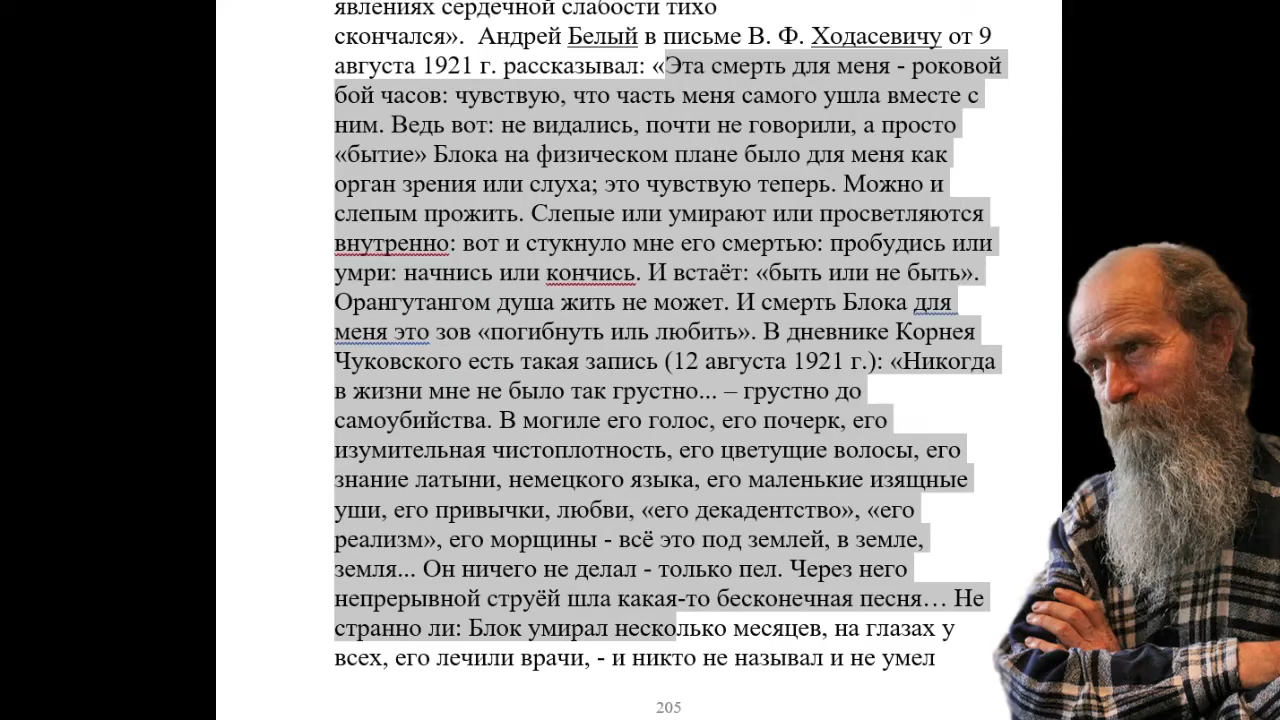 явлениях сердечной слабости тихо
скончался».  Андрей Белый в письме В. Ф. Ходасевичу от 9
августа 1921 г. рассказывал: «Эта смерть для меня - роковой
бой часов: чувствую, что часть меня самого ушла вместе с
ним. Ведь вот: не видались, почти не говорили, а просто
«бытие» Блока на физическом плане было для меня как
орган зрения или слуха; это чувствую теперь. Можно и
слепым прожить. Слепые или умирают или просветляются
внутренно: вот и стукнуло мне его смертью: пробудись или
умри: начнись или кончись. И встаёт: «быть или не быть».
Орангутангом душа жить не может. И смерть Блока для
меня это зов «погибнуть иль любить». В дневнике Корнея
Чуковского есть такая запись (12 августа 1921 г.): «Никогда
в жизни мне не было так грустно... – грустно до
самоубийства. В могиле его голос, его почерк, его
изумительная чистоплотность, его цветущие волосы, его
знание латыни, немецкого языка, его маленькие изящные
уши, его привычки, любви, «его декадентство», «его
реализм», его морщины - всё это под землей, в земле,
земля... Он ничего не делал - только пел. Через него
непрерывной струёй шла какая-то бесконечная песня… Не
странно ли: Блок умирал несколько месяцев, на глазах у
всех, его лечили врачи, - и никто не называл и не умел
205